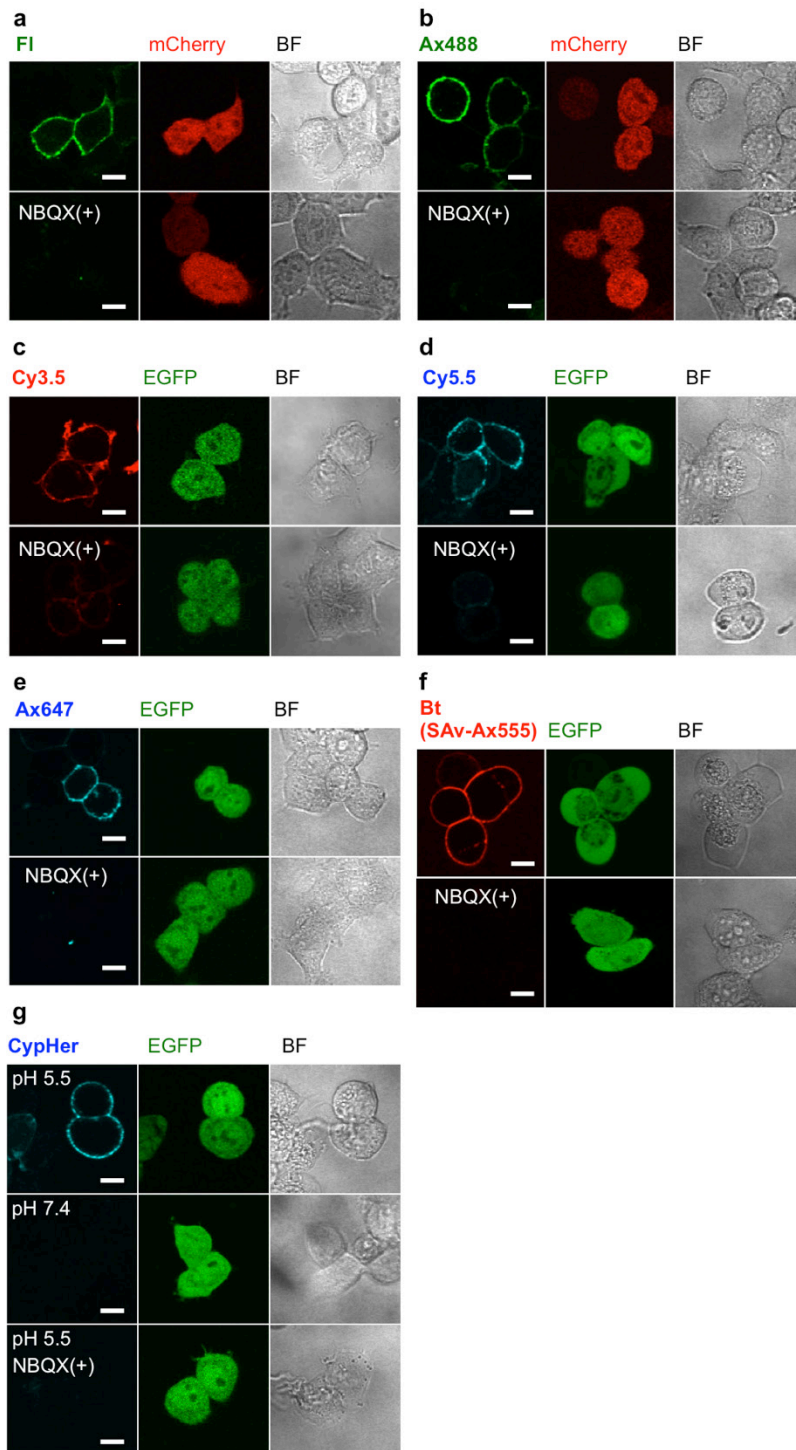 a
Fl mCherry BF
NBQX(+)
b
Ax488 mCherry BF
NBQX(+)
c
Cy3.5 EGFP BF
NBQX(+)
d
Cy5.5 EGFP BF
NBQX(+)
e
Ax647 EGFP BF
NBQX(+)
f
Bt
(SAv-Ax555) EGFP BF
NBQX(+)
g
CypHer EGFP BF
pH 5.5
pH 7.4
pH 5.5
NBQX(+)